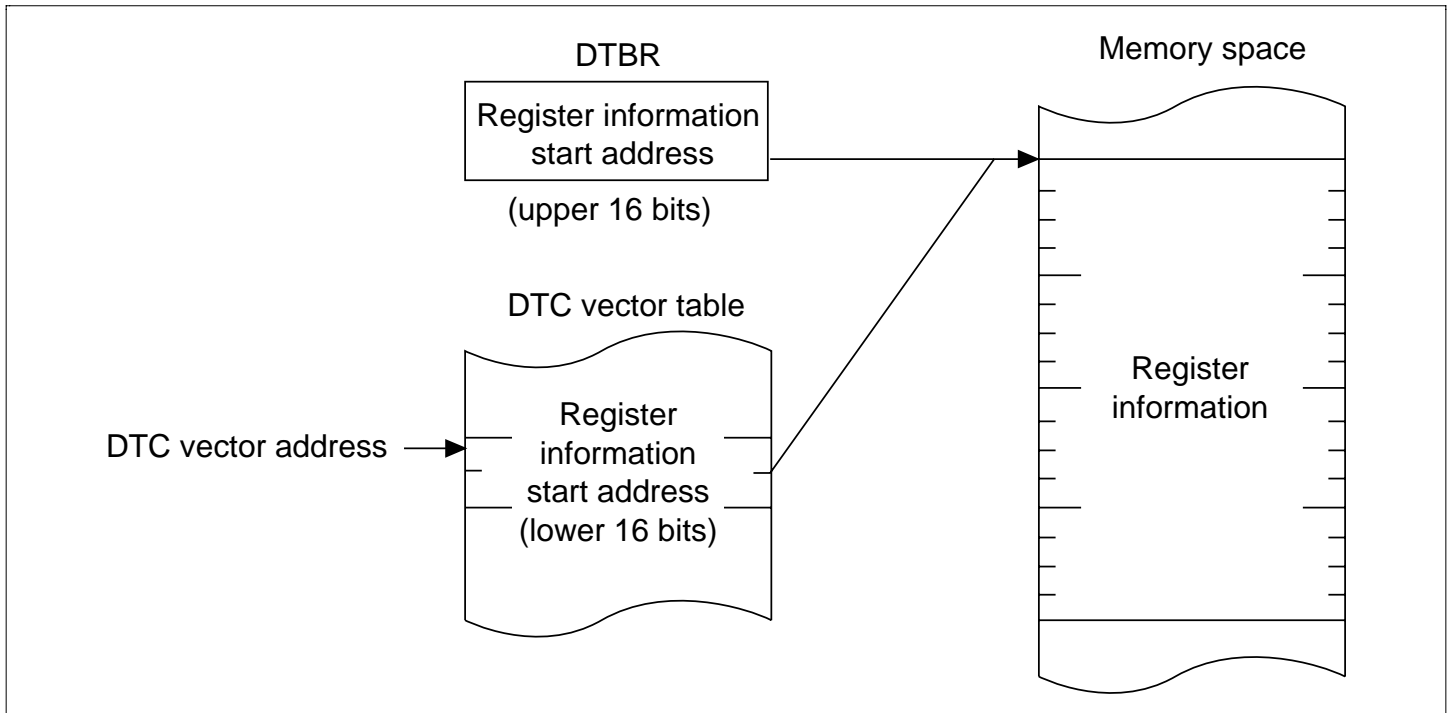 DTBR
Register information
start address
(upper 16 bits)
Memory space
DTC vector table
DTC vector address
Register
information
start address
(lower 16 bits)
Register
information